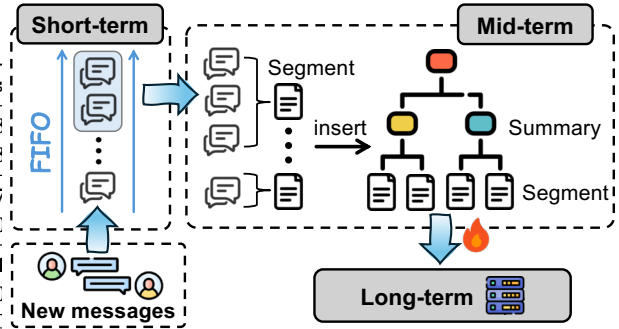 Short-term
Mid-term
FIFO
Segment
insert
Summary
Segment
New messages
Long-term